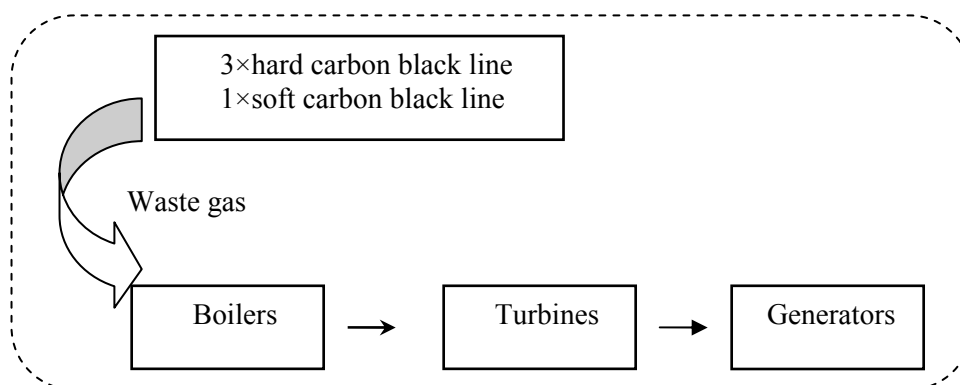 3×hard carbon black line
1×soft carbon black line
Waste gas
Boilers
Turbines
Generators